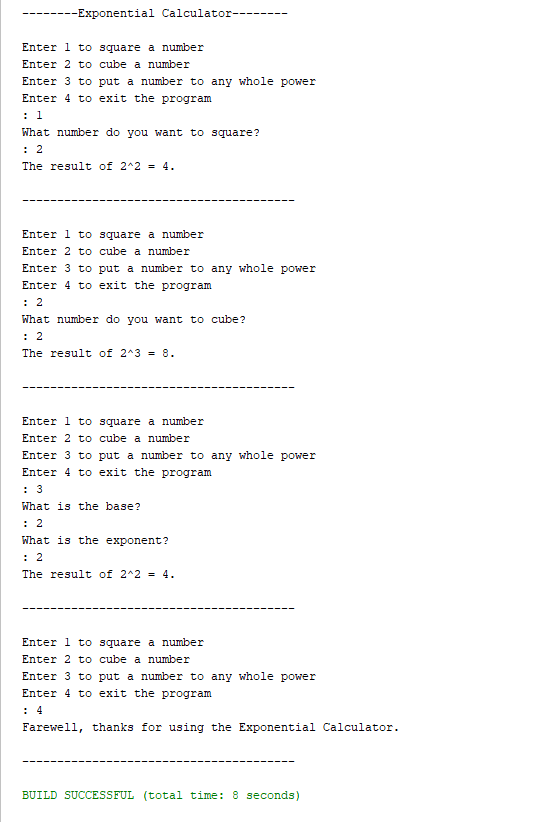 --------Exponential Calculator--------
Enter 1 to square a number
Enter 2 to cube a number
Enter 3 to put a number to any whole power
Enter 4 to exit the program
: 1
What number do you want to square?
: 2
The result of 2^2 = 4.
---------------------------------------
Enter 1 to square a number
Enter 2 to cube a number
Enter 3 to put a number to any whole power
Enter 4 to exit the program
: 2
What number do you want to cube?
: 2
The result of 2^3 = 8.
---------------------------------------
Enter 1 to square a number
Enter 2 to cube a number
Enter 3 to put a number to any whole power
Enter 4 to exit the program
: 3
What is the base?
: 2
What is the exponent?
: 2
The result of 2^2 = 4.
---------------------------------------
Enter 1 to square a number
Enter 2 to cube a number
Enter 3 to put a number to any whole power
Enter 4 to exit the program
: 4
Farewell, thanks for using the Exponential Calculator.
---------------------------------------
BUILD SUCCESSFUL (total time: 8 seconds)